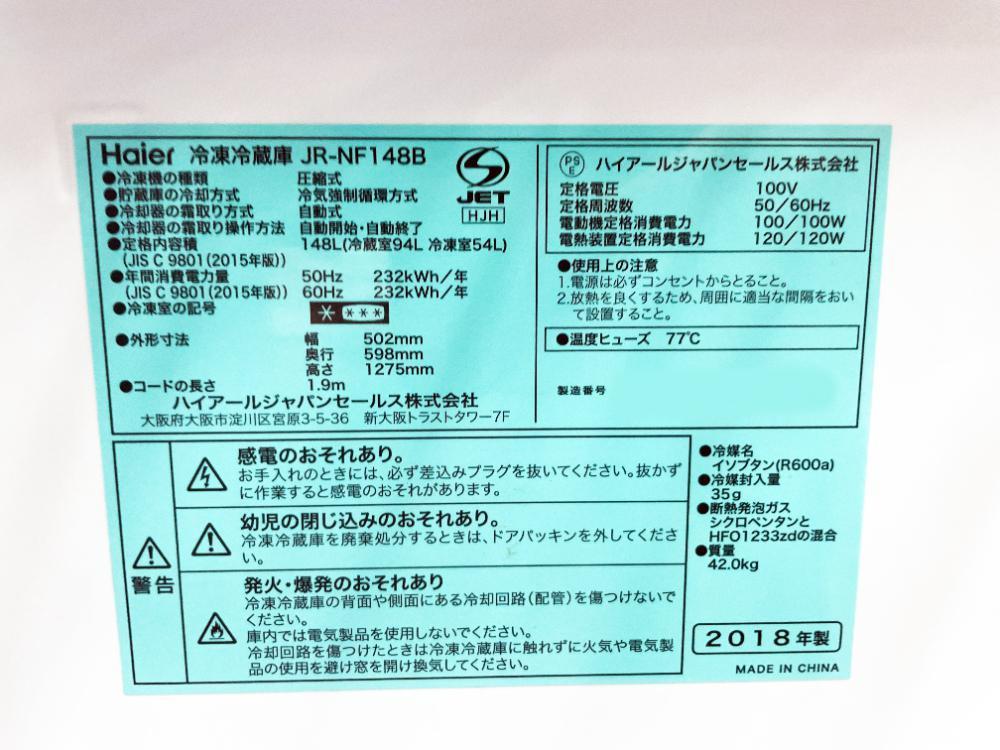 Haier 冷凍冷蔵庫 JR-NF148B
JET
HJH
●冷凍機の種類 圧縮式
●貯蔵庫の冷却方式 冷気強制循環方式
●冷却器の霜取り方式 自動式
●冷却器の霜取り操作方法 自動開始・自動終了
●定格内容積 148L(冷蔵室94L 冷凍室54L)
(JIS C 9801(2015年版))
●年間消費電力量 50Hz 232kWh/年
(JIS C 9801(2015年版)) 60Hz 232kWh/年
●冷凍室の記号 * ***
●外形寸法 幅 502mm
奥行 598mm
高さ 1275mm
●コードの長さ 1.9m
ハイアールジャパンセールス株式会社
大阪府大阪市淀川区宮原3-5-36 新大阪トラストタワー7F
PSE ハイアールジャパンセールス株式会社
定格電圧 100V
定格周波数 50/60Hz
電動機定格消費電力 100/100W
電熱装置定格消費電力 120/120W
●使用上の注意
1.電源は必ずコンセントからとること。
2.放熱を良くするため、周囲に適当な間隔をおい
て設置すること。
●温度ヒューズ 77℃
製造番号
警告
感電のおそれあり。
お手入れのときには、必ず差込みプラグを抜いてください。抜かず
に作業すると感電のおそれがあります。
幼児の閉じ込めのおそれあり。
冷凍冷蔵庫を廃棄処分するときは、ドアパッキンを外してくださ
い。
発火・爆発のおそれあり
冷凍冷蔵庫の背面や側面にある冷却回路(配管)を傷つけないで
ください。
庫内では電気製品を使用しないでください。
冷却回路を傷つけたときは冷凍冷蔵庫に触れずに火気や電気製
品の使用を避け窓を開け換気してください。
●冷媒名
イソブタン(R600a)
●冷媒封入量
35g
●断熱発泡ガス
シクロペンタンと
HFO1233zdの混合
●質量
42.0kg
2018年製
MADE IN CHINA